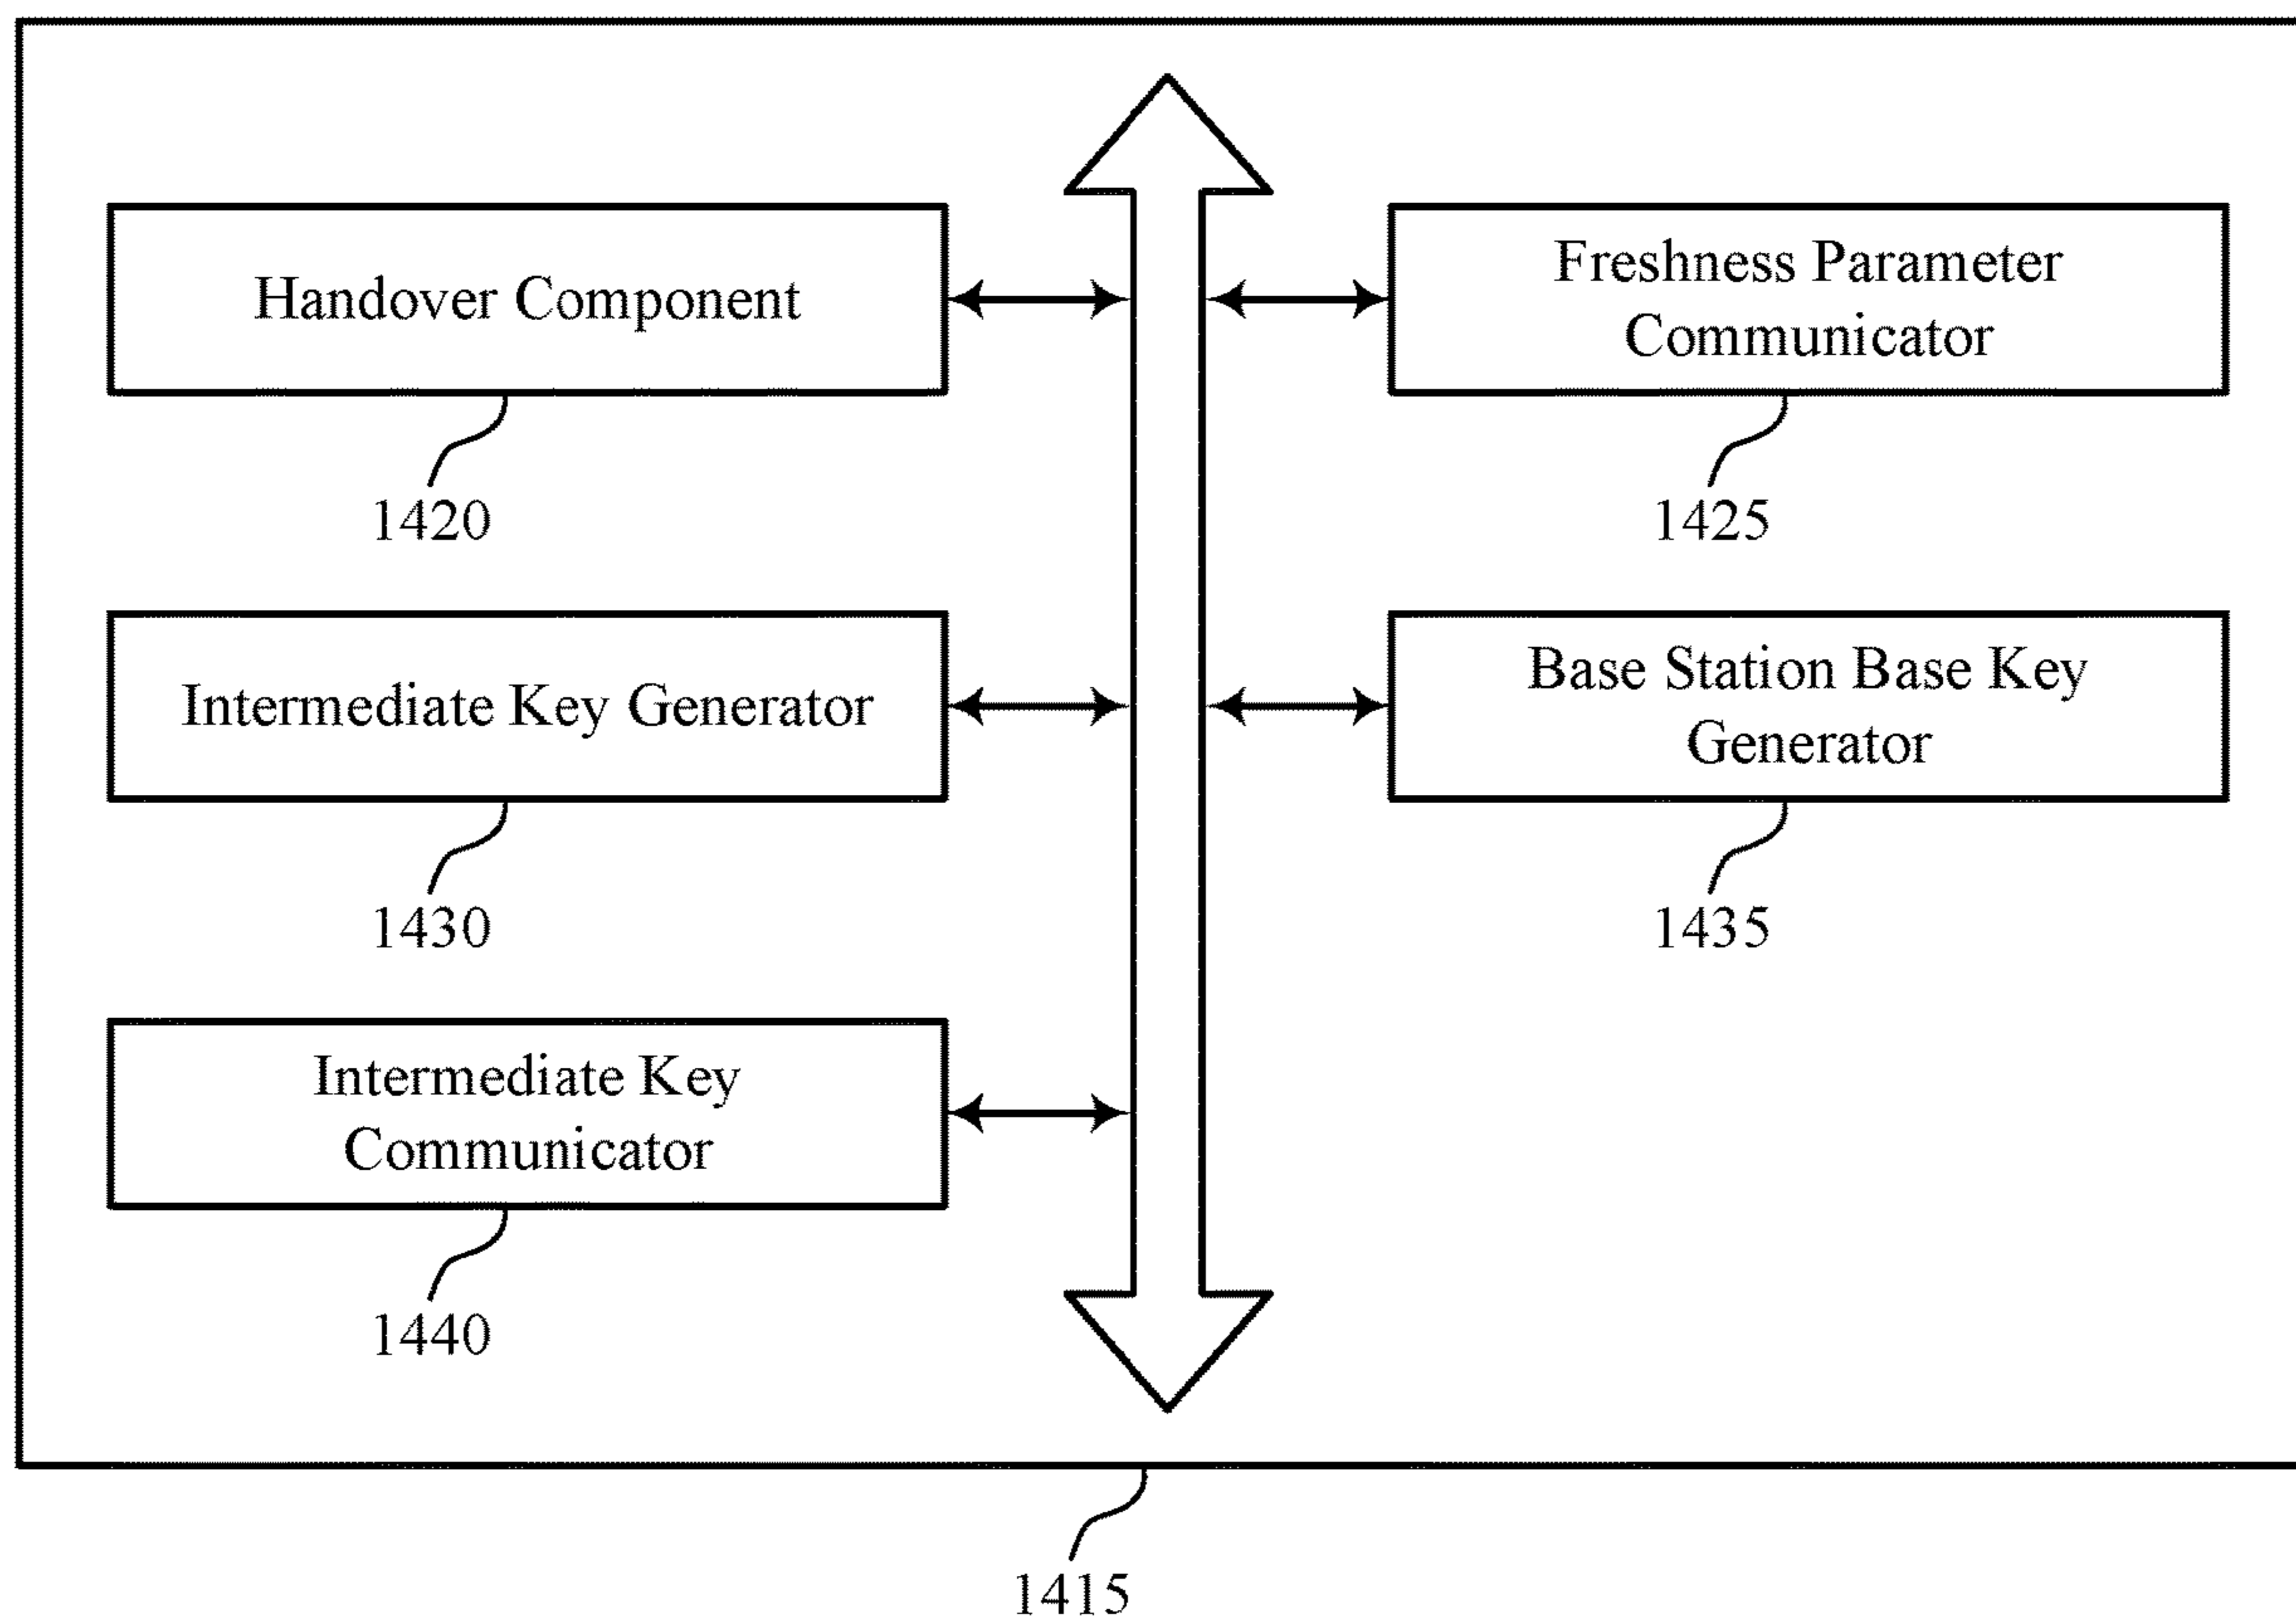 Handover Component
1420
Freshness Parameter
Communicator
1425
Intermediate Key Generator
1430
Base Station Base Key
Generator
1435
Intermediate Key
Communicator
1440
1415